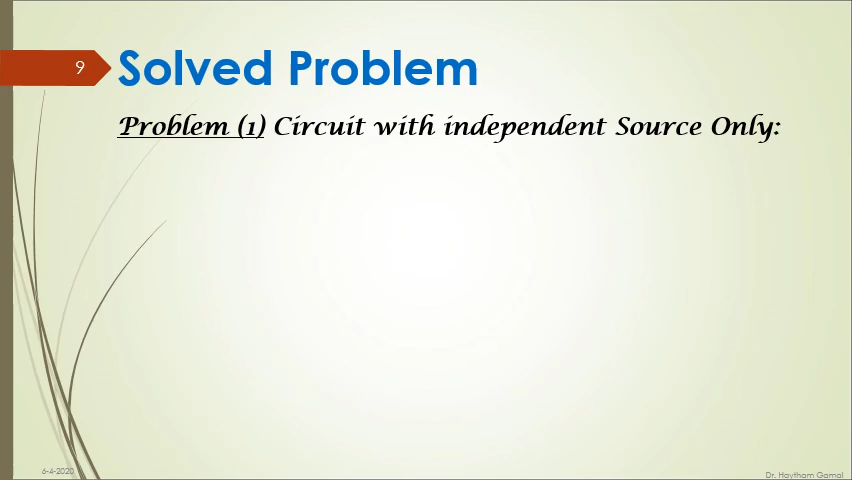 9
Solved Problem
Problem (1) Circuit with independent Source Only:
6-4-2020
Dr. Haytham Gamal